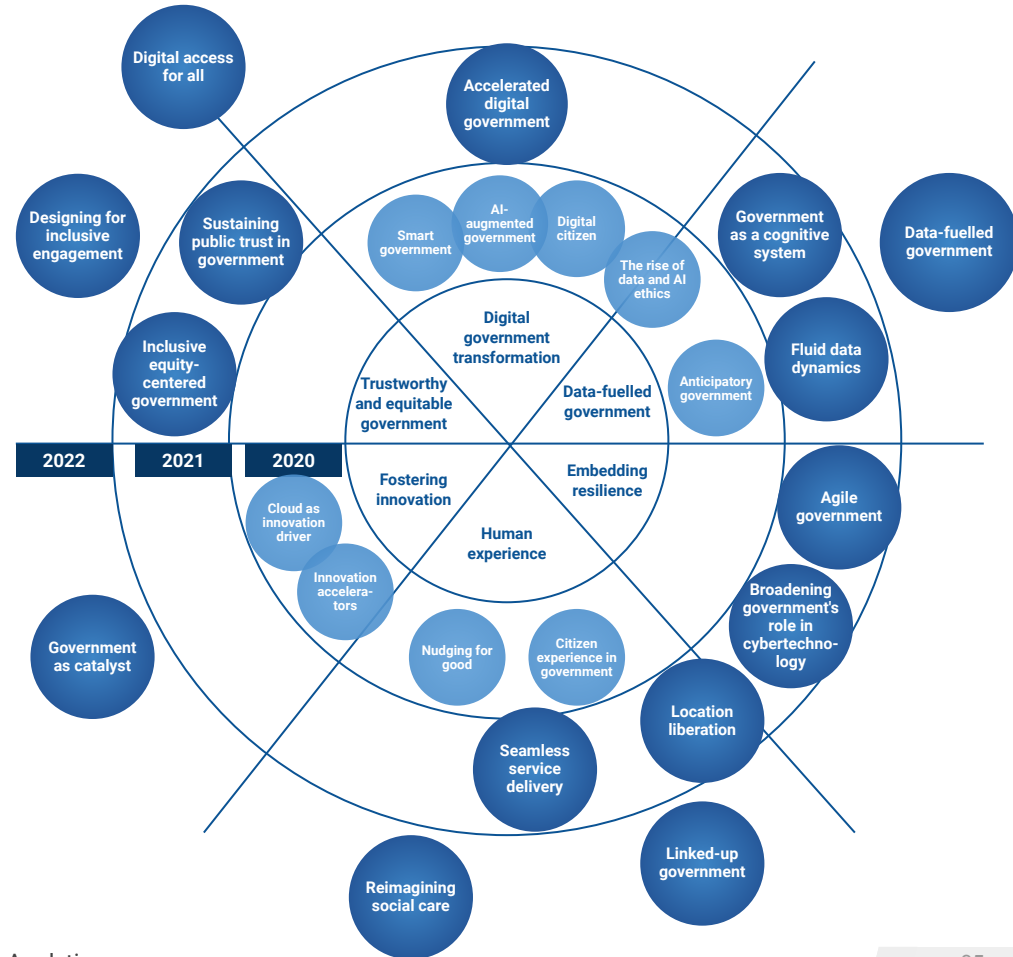 Digital access
for all
Accelerated
digital
government
Designing for
inclusive
engagement
Sustaining
public trust in
government
Smart
government
AI-
augmented
government
Digital
citizen
The rise of
data and AI
ethics
Government
as a cognitive
system
Data-fuelled
government
Inclusive
equity-
centered
government
Digital
government
transformation
Trustworthy
and equitable
government
Data-fuelled
government
Anticipatory
government
Fluid data
dynamics
2022
2021
2020
Fostering
innovation
Human
experience
Embedding
resilience
Agile
government
Cloud as
innovation
driver
Innovation
accelera-
tors
Broadening
government's
role in
cybertechno-
logy
Government
as catalyst
Nudging for
good
Citizen
experience in
government
Location
liberation
Seamless
service
delivery
Linked-up
government
Reimagining
social care